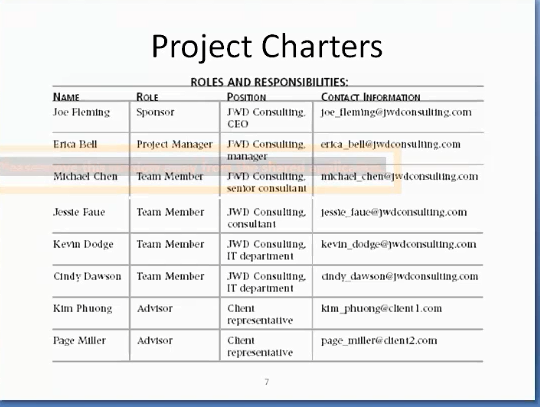 Project Charters
ROLES AND RESPONSIBILITIES:
NAME ROLE POSITION CONTACT INFORMATION
Joe Fleming Sponsor JWD Consulting, joe_fleming@jwdconsulting.com
CEO
Erica Bell Project Manager JWD Consulting, erica_bell@jwdconsulting.com
manager
Michael Chen Team Member JWD Consulting, michael_chen@jwdconsulting.com
senior consultant
Jessie Faue Team Member JWD Consulting, jessie_faue@jwdconsulting.com
consultant
Kevin Dodge Team Member JWD Consulting, kevin_dodge@jwdconsulting.com
IT department
Cindy Dawson Team Member JWD Consulting, cindy_dawson@jwdconsulting.com
IT department
Kim Phuong Advisor Client kim_phuong@client1.com
representative
Page Miller Advisor Client page_miller@client2.com
representative
7